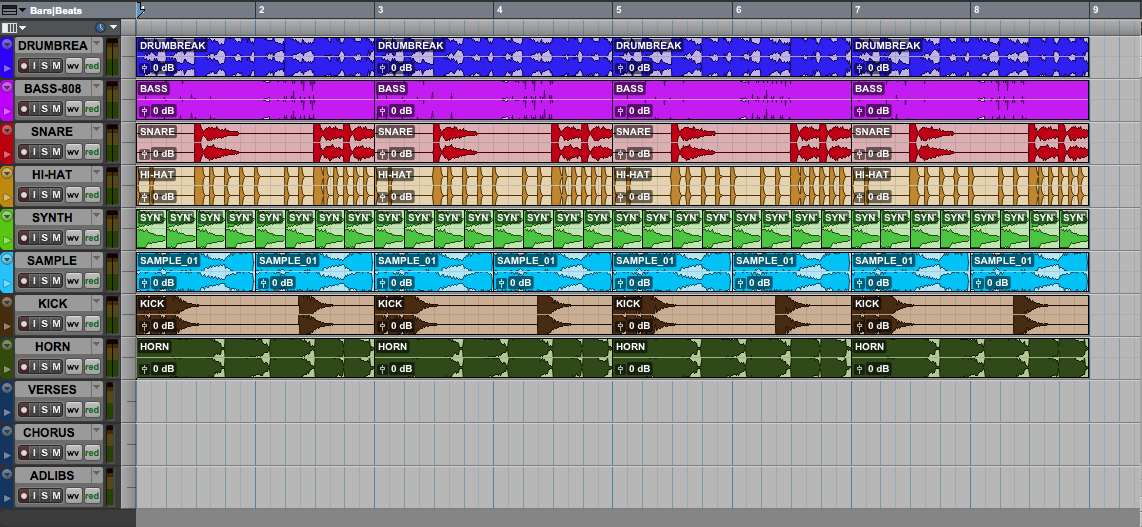 Bars|Beats 2 3 4 5 6 7 8 9
DRUMBREA DRUMBREAK DRUMBREAK DRUMBREAK DRUMBREAK
I S M wv red 0 dB 0 dB 0 dB 0 dB
BASS-808 BASS BASS BASS BASS
I S M wv red 0 dB 0 dB 0 dB 0 dB
SNARE SNARE SNARE SNARE SNARE
I S M wv red 0 dB 0 dB 0 dB 0 dB
HI-HAT HI-HAT HI-HAT HI-HAT HI-HAT
I S M wv red 0 dB 0 dB 0 dB 0 dB
SYNTH SYN SYN SYN SYN SYN SYN SYN SYN SYN SYN SYN SYN SYN SYN SYN SYN SYN SYN SYN SYN SYN SYN SYN SYN SYN SYN SYN SYN SYN SYN SYN SYN
I S M wv red
SAMPLE SAMPLE_01 SAMPLE_01 SAMPLE_01 SAMPLE_01 SAMPLE_01 SAMPLE_01 SAMPLE_01 SAMPLE_01
I S M wv red 0 dB 0 dB 0 dB 0 dB 0 dB 0 dB 0 dB 0 dB
KICK KICK KICK KICK KICK
I S M wv red 0 dB 0 dB 0 dB 0 dB
HORN HORN HORN HORN HORN
I S M wv red 0 dB 0 dB 0 dB 0 dB
VERSES
I S M wv red
CHORUS
I S M wv red
ADLIBS
I S M wv red